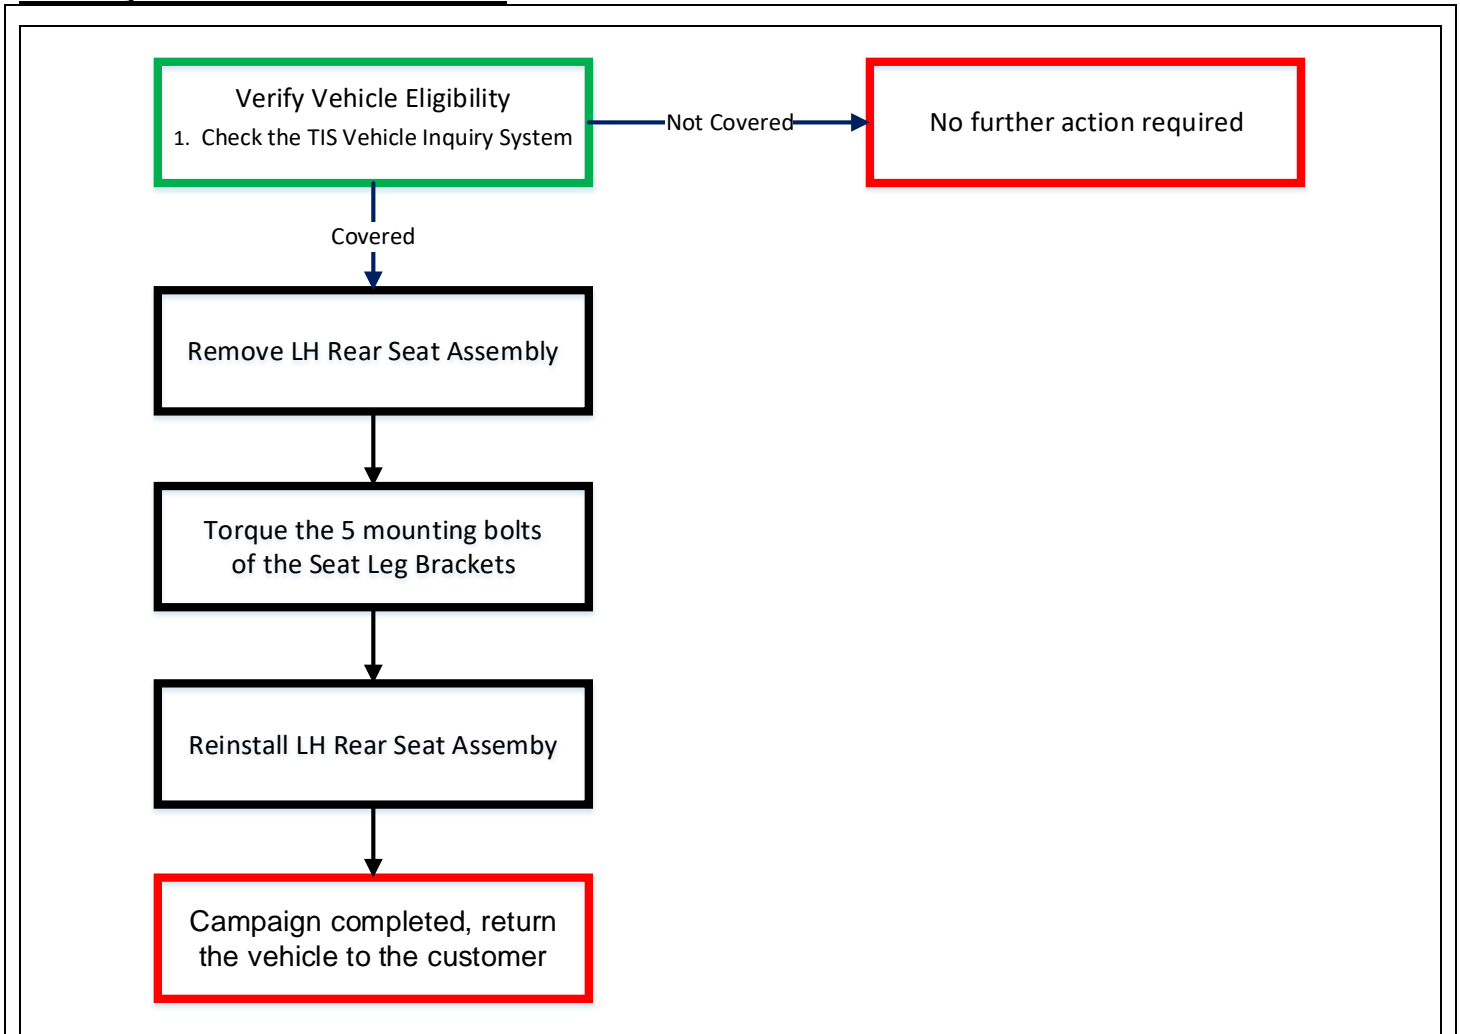 Verify Vehicle Eligibility
1. Check the TIS Vehicle Inquiry System
Not Covered
No further action required
Covered
Remove LH Rear Seat Assembly
Torque the 5 mounting bolts
of the Seat Leg Brackets
Reinstall LH Rear Seat Assemby
Campaign completed, return
the vehicle to the customer